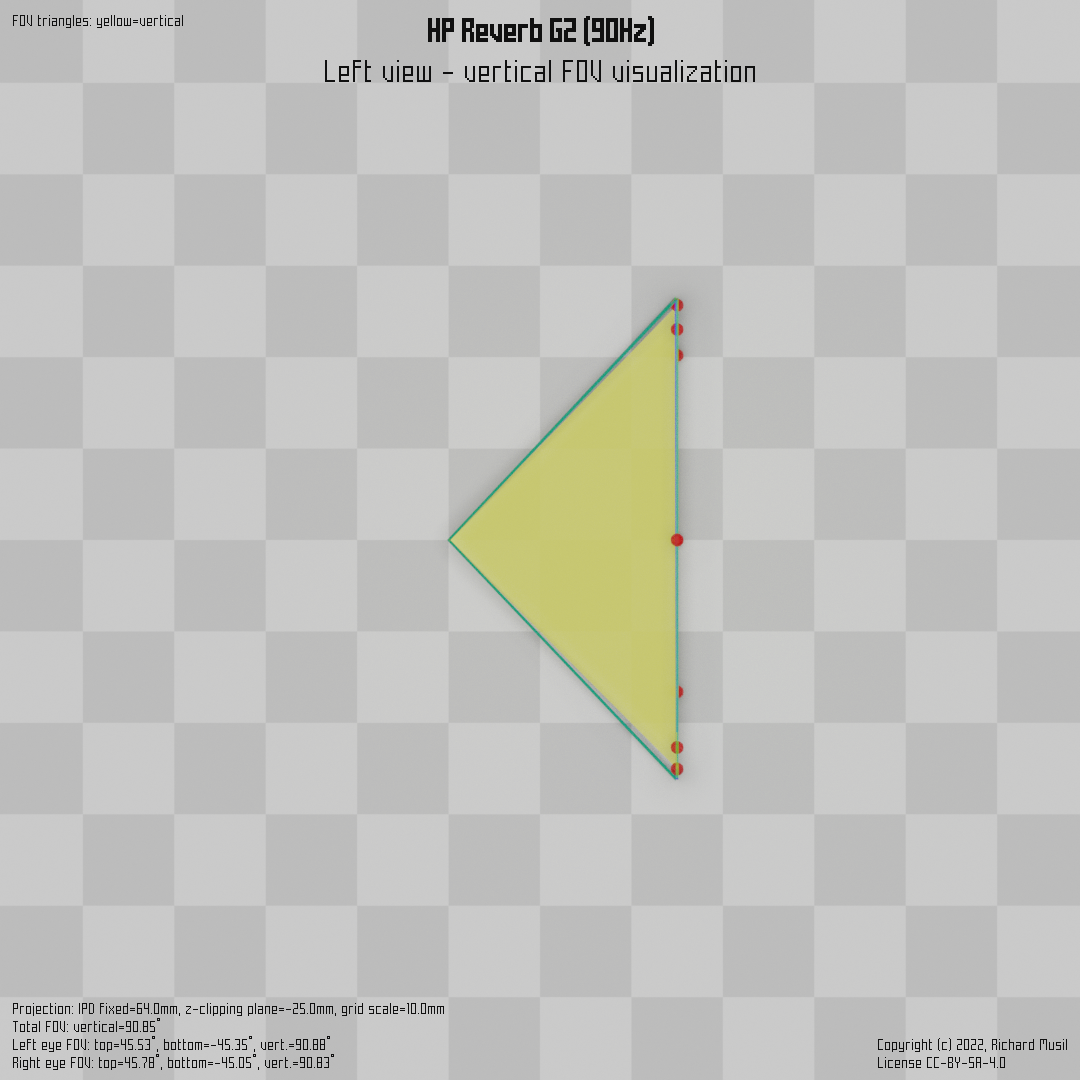 FOV triangles: yellow=vertical
HP Reverb G2 (90Hz)
Left view - vertical FOV visualization
Projection: IPD fixed=64.0mm, z-clipping plane=-25.0mm, grid scale=10.0mm
Total FOV: vertical=90.85°
Left eye FOV: top=45.53°, bottom=-45.35°, vert.=90.88°
Right eye FOV: top=45.78°, bottom=-45.05°, vert.=90.83°
Copyright (c) 2022, Richard Musil
License CC-BY-SA-4.0